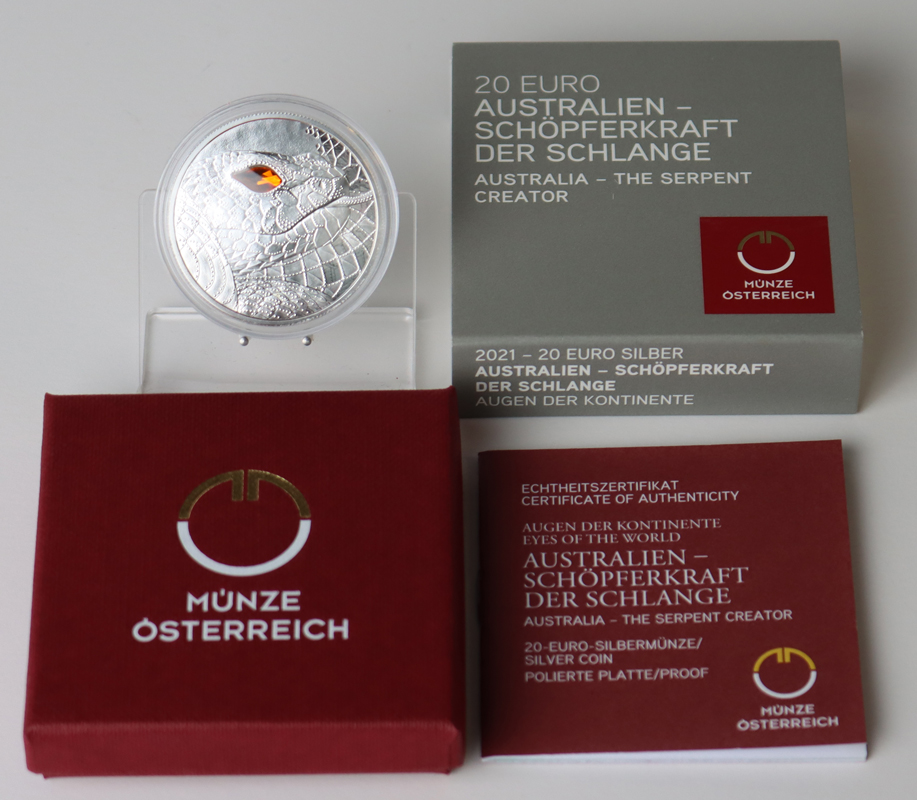 20 EURO
AUSTRALIEN –
SCHÖPFERKRAFT
DER SCHLANGE
AUSTRALIA – THE SERPENT
CREATOR
MÜNZE
ÖSTERREICH
2021 – 20 EURO SILBER
AUSTRALIEN – SCHÖPFERKRAFT
DER SCHLANGE
AUGEN DER KONTINENTE
MÜNZE
ÖSTERREICH
ECHTHEITSZERTIFIKAT
CERTIFICATE OF AUTHENTICITY
AUGEN DER KONTINENTE
EYES OF THE WORLD
AUSTRALIEN –
SCHÖPFERKRAFT
DER SCHLANGE
AUSTRALIA – THE SERPENT CREATOR
20-EURO-SILBERMÜNZE/
SILVER COIN
POLIERTE PLATTE/PROOF
MÜNZE
ÖSTERREICH